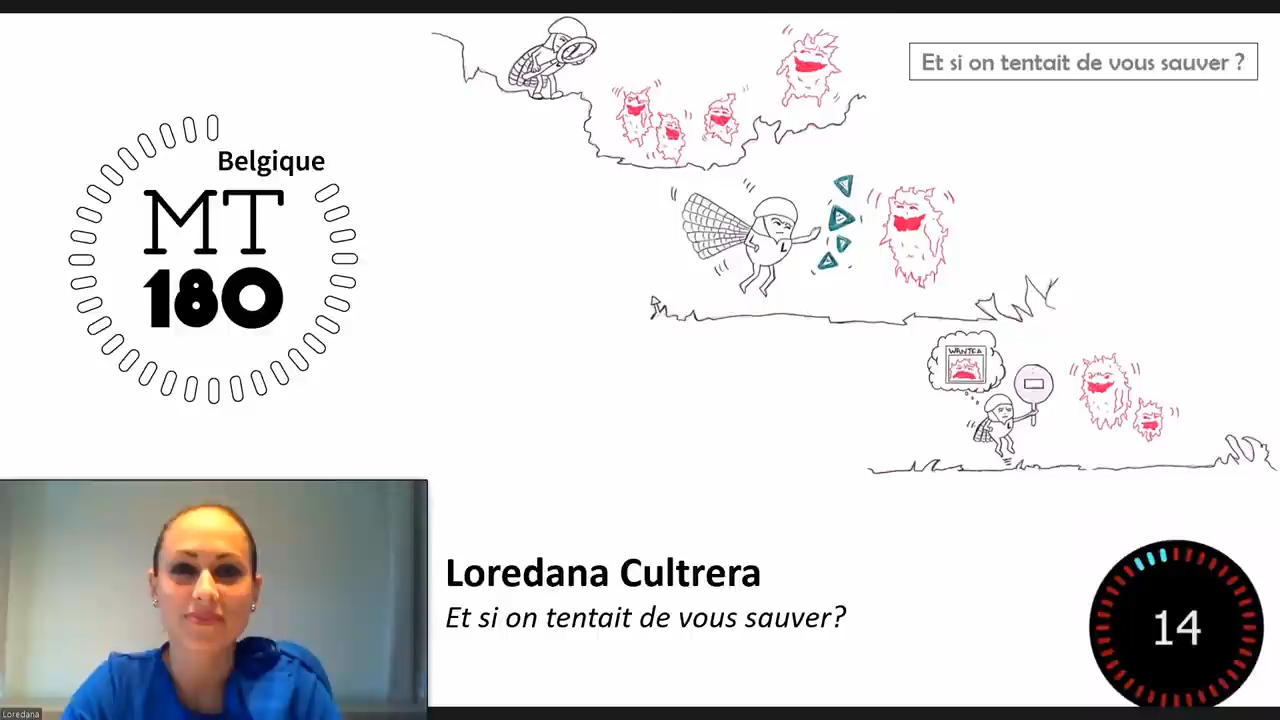 Et si on tentait de vous sauver ?
Belgique
MT
180
L
WANTED
L
Loredana Cultrera
Et si on tentait de vous sauver?
14
Loredana